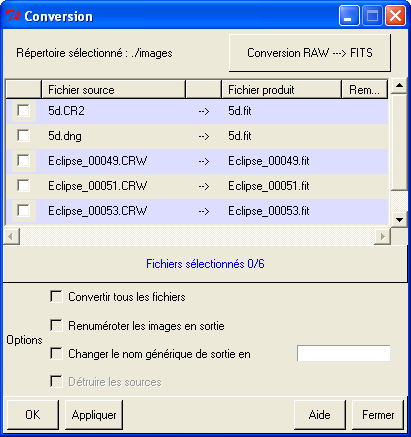 Conversion
Répertoire sélectionné : ./images
Conversion RAW ---> FITS
Fichier source Fichier produit Rem...
5d.CR2 --> 5d.fit
5d.dng --> 5d.fit
Eclipse_00049.CRW --> Eclipse_00049.fit
Eclipse_00051.CRW --> Eclipse_00051.fit
Eclipse_00053.CRW --> Eclipse_00053.fit
Fichiers sélectionnés 0/6
Options
Convertir tous les fichiers
Renuméroter les images en sortie
Changer le nom générique de sortie en
Détruire les sources
OK Appliquer Aide Fermer